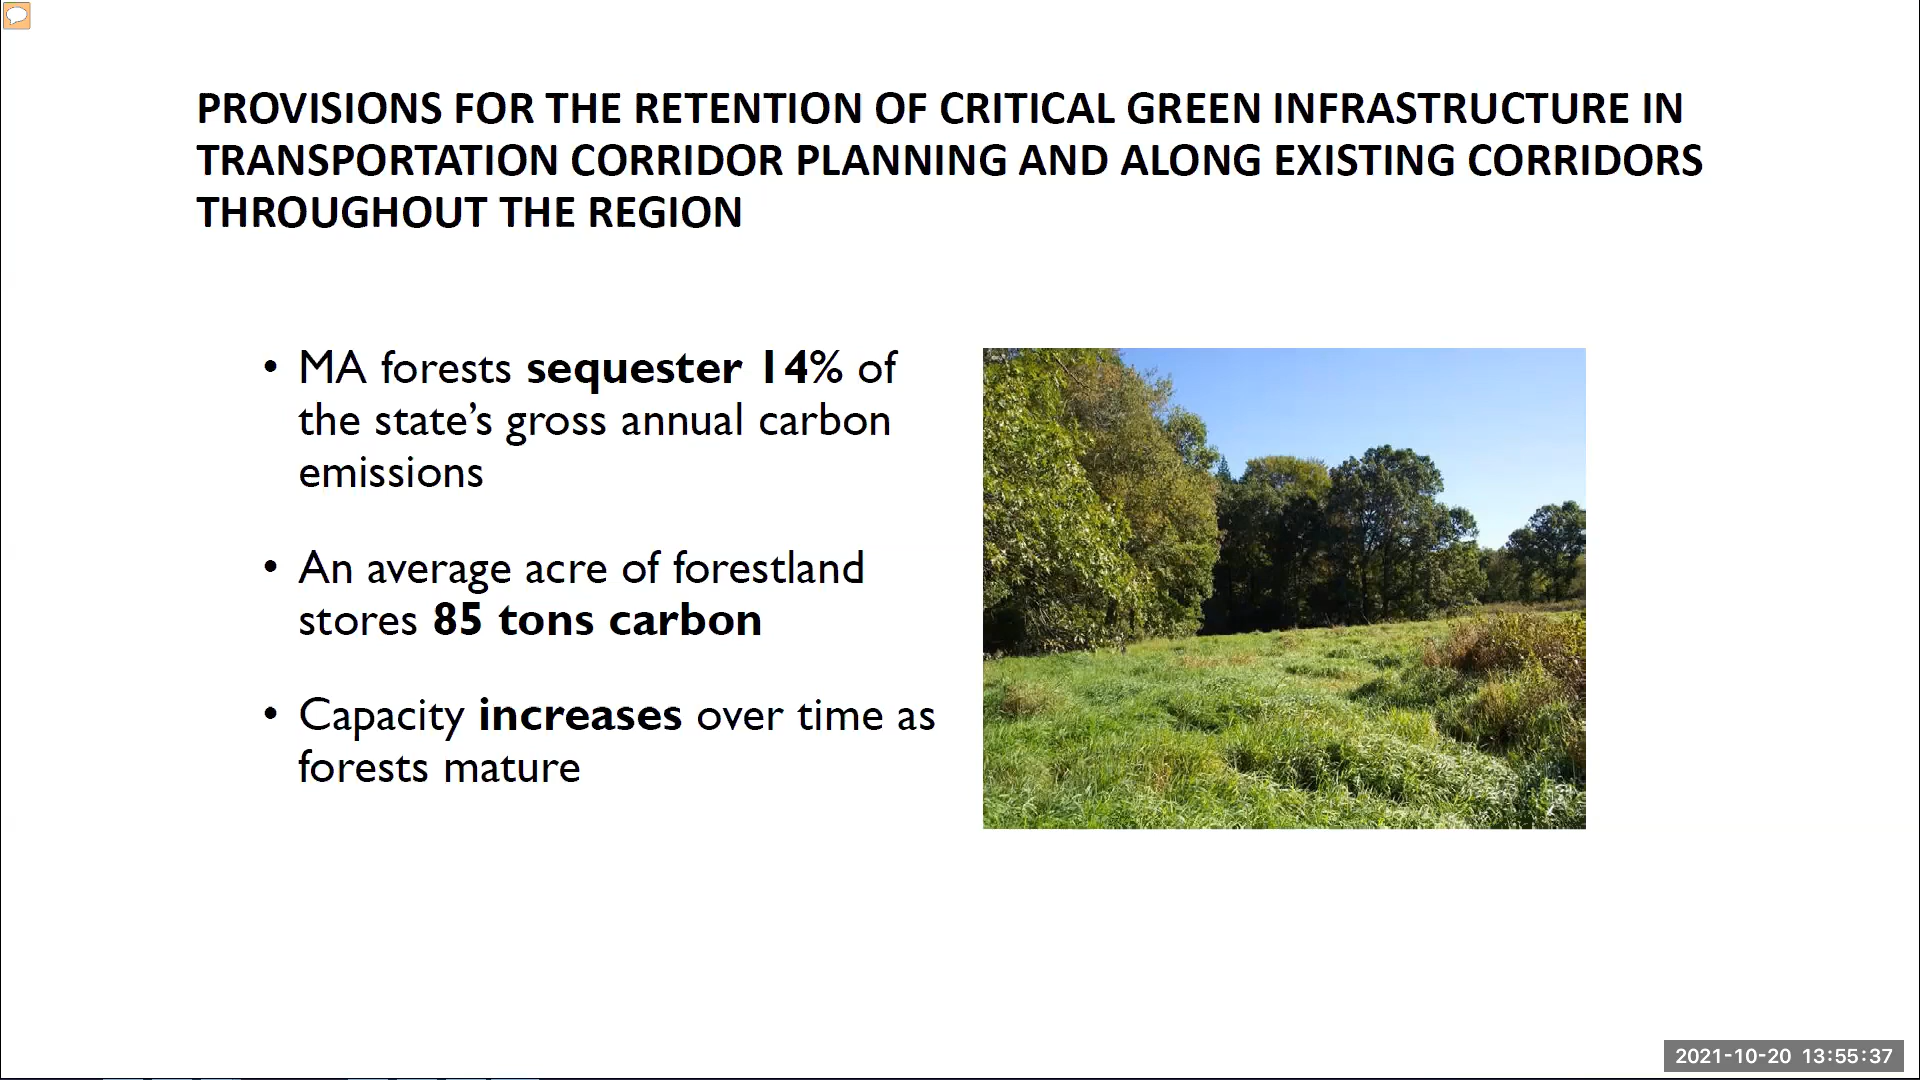 PROVISIONS FOR THE RETENTION OF CRITICAL GREEN INFRASTRUCTURE IN
TRANSPORTATION CORRIDOR PLANNING AND ALONG EXISTING CORRIDORS
THROUGHOUT THE REGION
• MA forests sequester 14% of
the state’s gross annual carbon
emissions
• An average acre of forestland
stores 85 tons carbon
• Capacity increases over time as
forests mature
2021-10-20 13:55:37